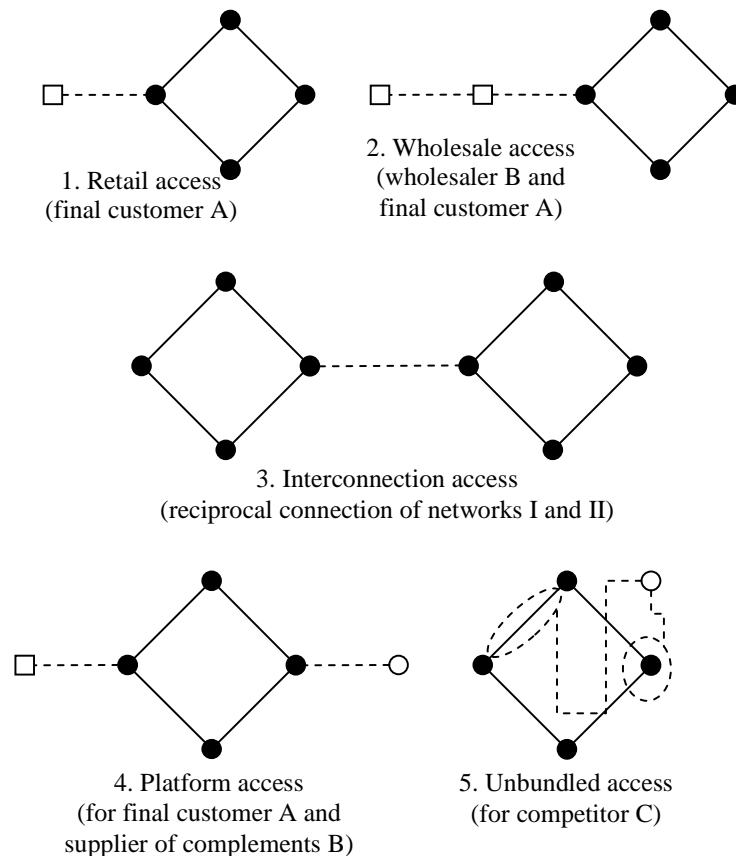 1. Retail access
(final customer A)
2. Wholesale access
(wholesaler B and
final customer A)
3. Interconnection access
(reciprocal connection of networks I and II)
4. Platform access
(for final customer A and
supplier of complements B)
5. Unbundled access
(for competitor C)